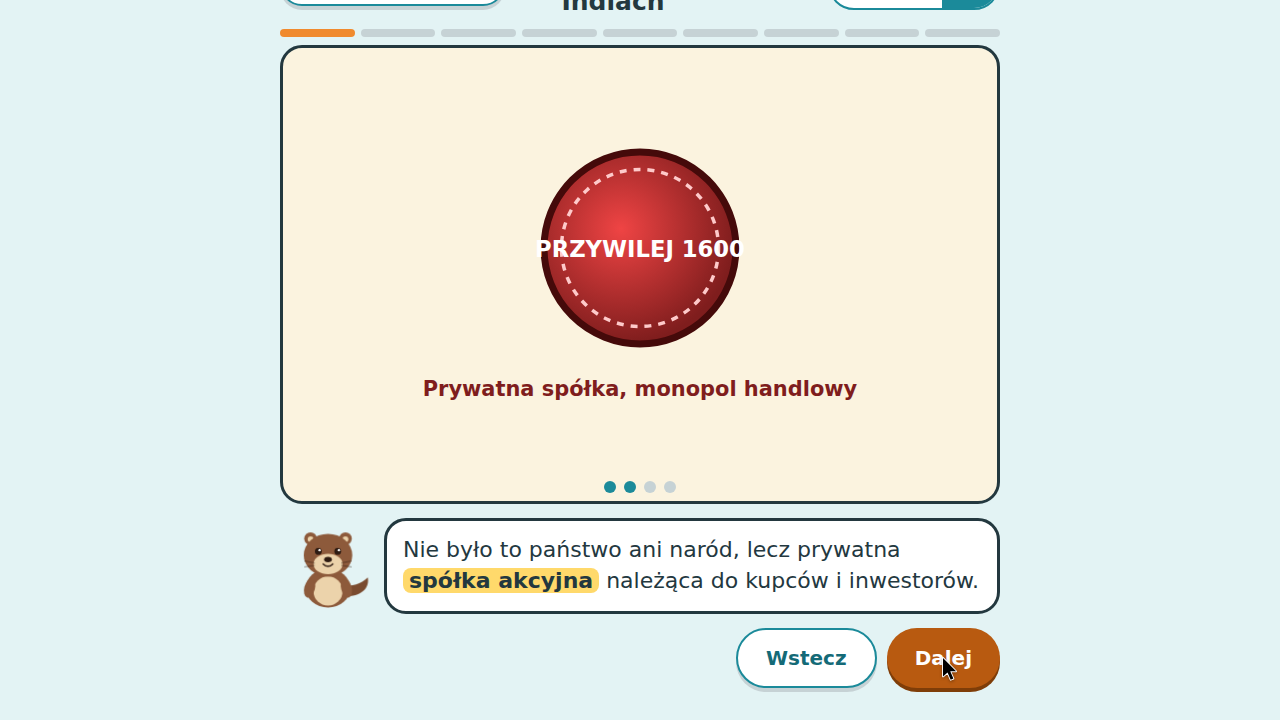 Indiach
PRZYWILEJ 1600
Prywatna spółka, monopol handlowy
Nie było to państwo ani naród, lecz prywatna
spółka akcyjna należąca do kupców i inwestorów.
Wstecz
Dalej